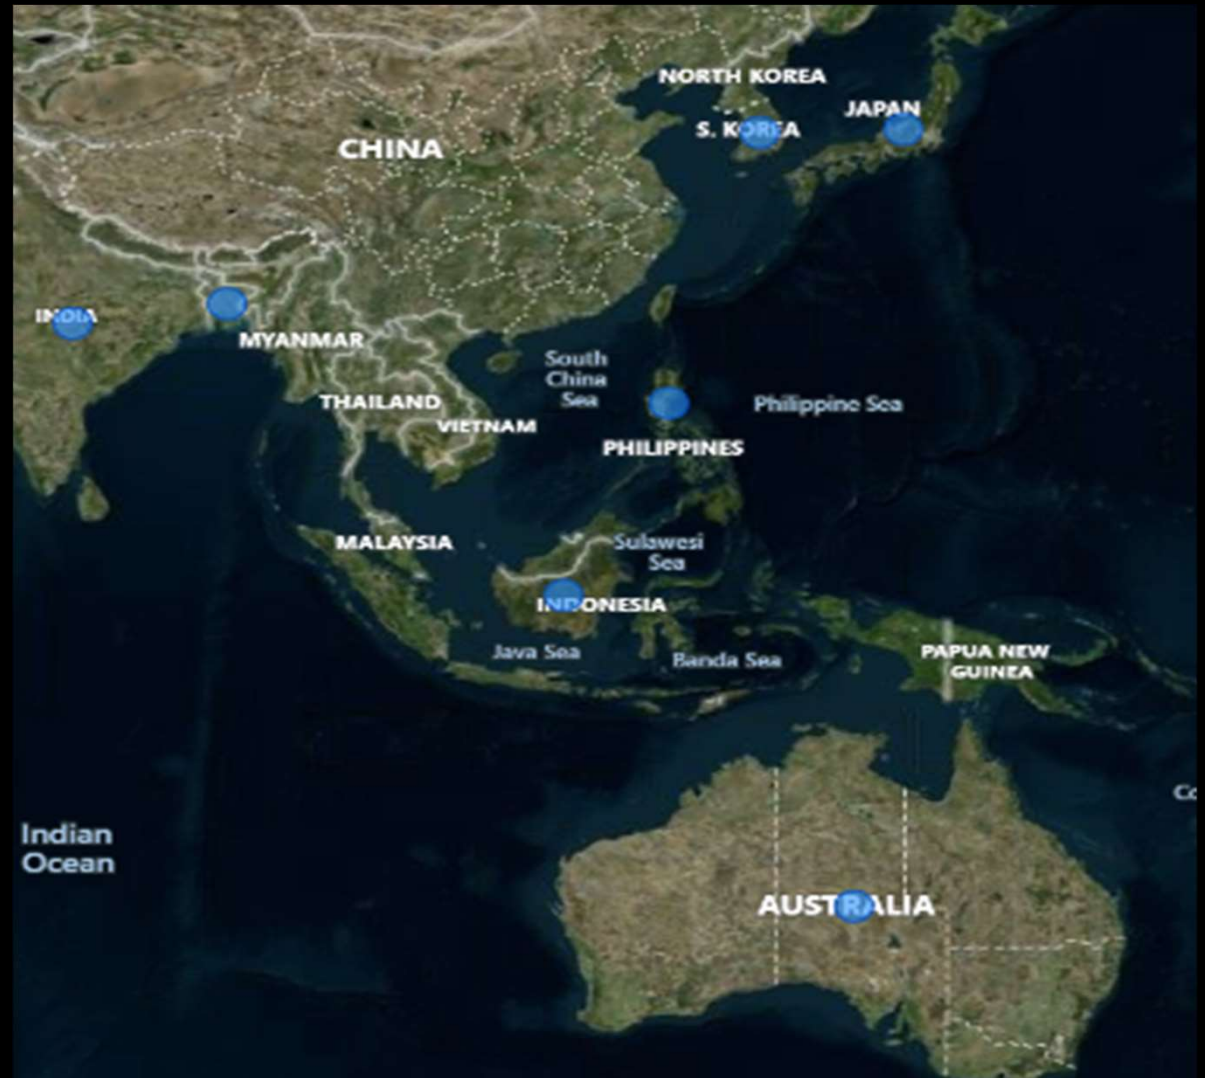 NORTH KOREA
JAPAN
S. KOREA
CHINA
INDIA
MYANMAR
South
China
Sea
THAILAND
Philippine Sea
VIETNAM
PHILIPPINES
MALAYSIA
Sulawesi
Sea
INDONESIA
Java Sea
Banda Sea
PAPUA NEW
GUINEA
Indian
Ocean
AUSTRALIA